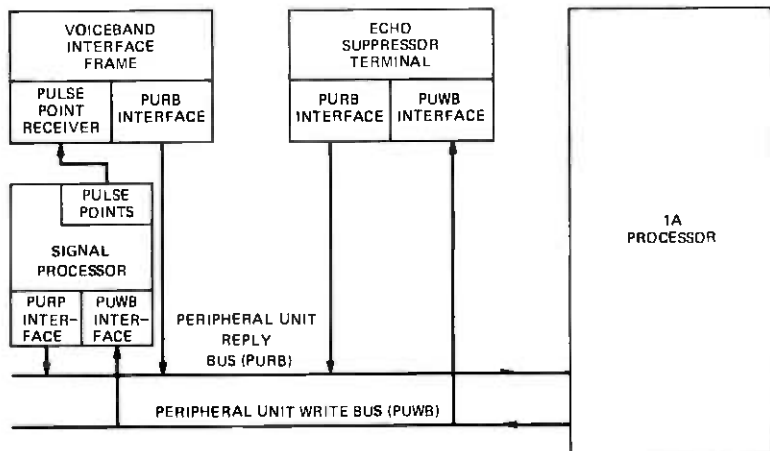 VOICEBAND
INTERFACE
FRAME
PULSE
POINT
RECEIVER
PURB
INTERFACE
ECHO
SUPPRESSOR
TERMINAL
PURB
INTERFACE
PUWB
INTERFACE
1A
PROCESSOR
PULSE
POINTS
SIGNAL
PROCESSOR
PURP
INTER-
FACE
PUWB
INTER-
FACE
PERIPHERAL UNIT
REPLY
BUS (PURB)
PERIPHERAL UNIT WRITE BUS (PUWB)